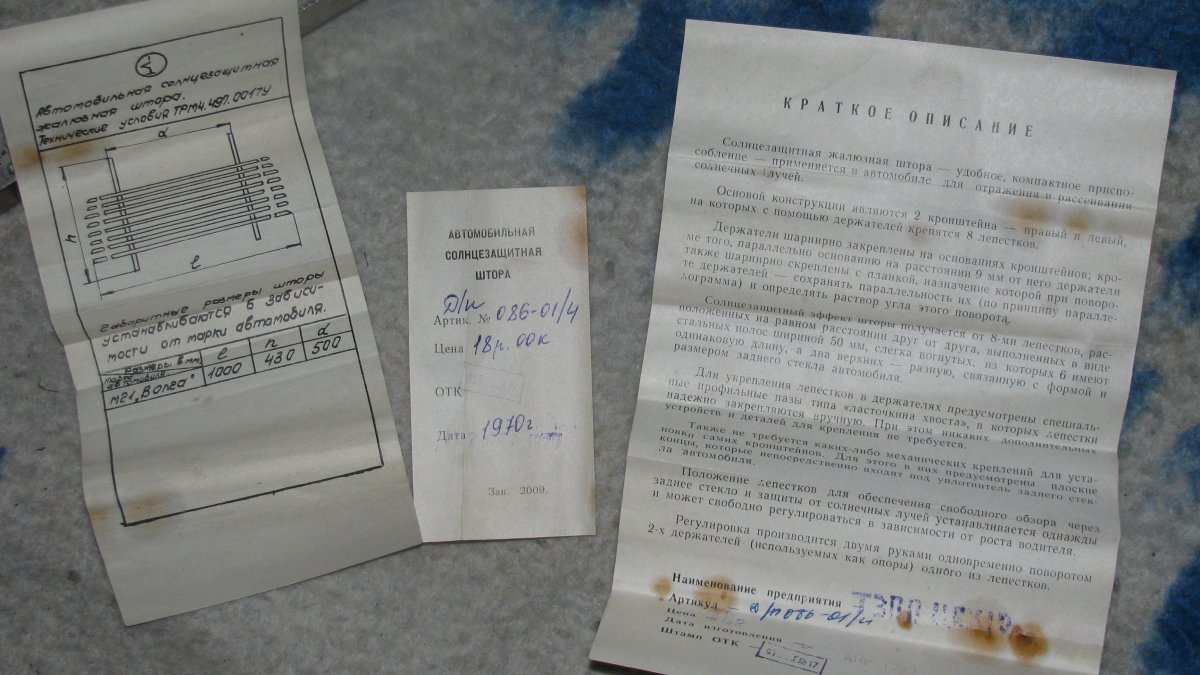 Автомобильная солнцезащитная
жалюзная штора.
Технические условия ТРМ4.497.001ТУ
d
h
l
Габаритные размеры шторы
устанавливаются в зависи-
мости от марки автомобиля.
размеры в мм
марка автомобиля
l
h
d
М21 „Волга"
1000
430
500
АВТОМОБИЛЬНАЯ
СОЛНЦЕЗАЩИТНАЯ
ШТОРА
Д/и
Артик. № 086-01/4
Цена 18р. 00к
ОТК
Дата 1970г
Зак. 2009.
КРАТКОЕ ОПИСАНИЕ
Солнцезащитная жалюзная штора — удобное, компактное приспо-
собление — применяется в автомобиле для отражения и рассеивания
солнечных лучей.
Основой конструкции являются 2 кронштейна — правый и левый,
на которых с помощью держателей крепятся 8 лепестков.
Держатели шарнирно закреплены на основаниях кронштейнов; кро-
ме того, параллельно основанию на расстоянии 9 мм от него держатели
также шарнирно скреплены с планкой, назначение которой при поворо-
те держателей — сохранять параллельность их (по принципу паралле-
лограмма) и определять раствор угла этого поворота.
Солнцезащитный эффект шторы получается от 8-ми лепестков, рас-
положенных на равном расстоянии друг от друга, выполненных в виде
стальных полос шириной 50 мм, слегка вогнутых, из которых 6 имеют
одинаковую длину, а два верхних — разную, связанную с формой и
размером заднего стекла автомобиля.
Для укрепления лепестков в держателях предусмотрены специаль-
ные профильные пазы типа «ласточкина хвоста», в которых лепестки
надежно закрепляются вручную. При этом никаких дополнительных
устройств и деталей для крепления не требуется.
Также не требуется каких-либо механических креплений для уста-
новки самих кронштейнов. Для этого в них предусмотрены плоские
концы, которые непосредственно входят под уплотнитель заднего стек-
ла автомобиля.
Положение лепестков для обеспечения свободного обзора через
заднее стекло и защиты от солнечных лучей устанавливается однажды
и может свободно регулироваться в зависимости от роста водителя.
Регулировка производится двумя руками одновременно поворотом
2-х держателей (используемых как опоры) одного из лепестков.
Наименование предприятия
Артикул — 086-01/4
Цена —
Дата изготовления
Штамп ОТК —